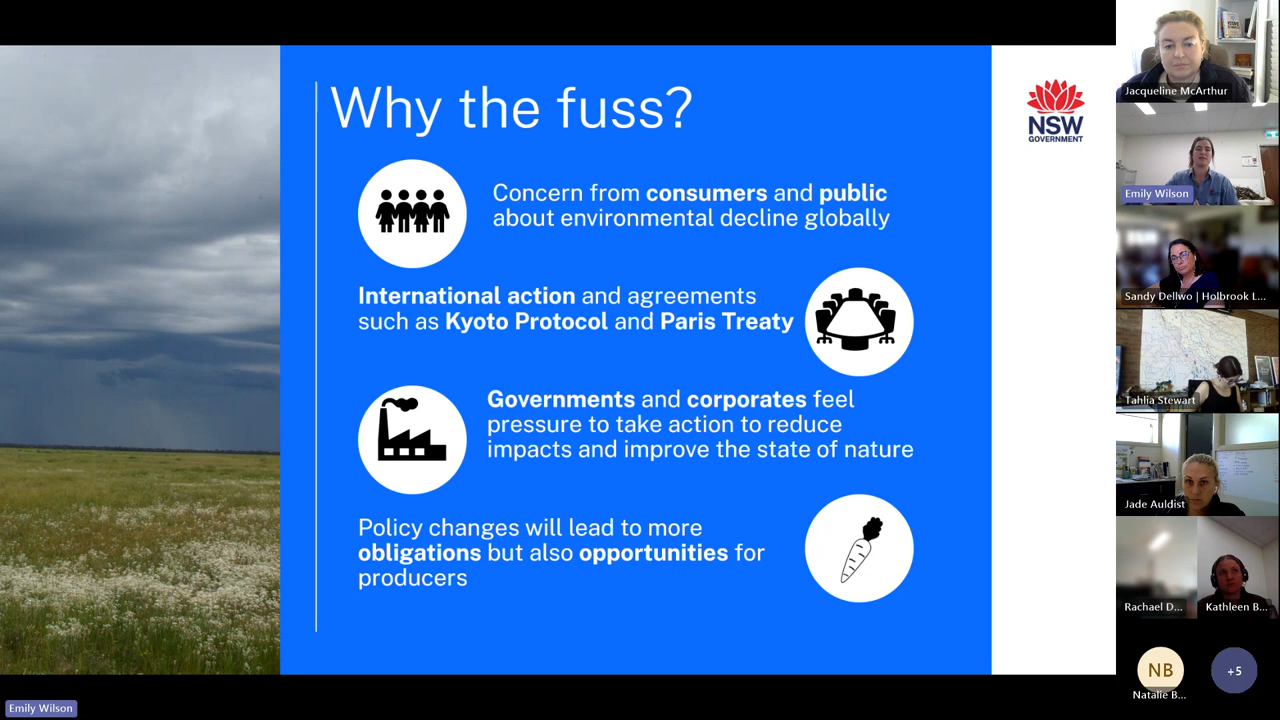 Why the fuss?
Concern from consumers and public
about environmental decline globally
International action and agreements
such as Kyoto Protocol and Paris Treaty
Governments and corporates feel
pressure to take action to reduce
impacts and improve the state of nature
Policy changes will lead to more
obligations but also opportunities for
producers
NSW
GOVERNMENT
Jacqueline McArthur
Emily Wilson
Sandy Dellwo | Holbrook L...
Tahlia Stewart
Jade Auldist
Rachael D...
Kathleen B...
NB
Natalie B...
+5
Emily Wilson